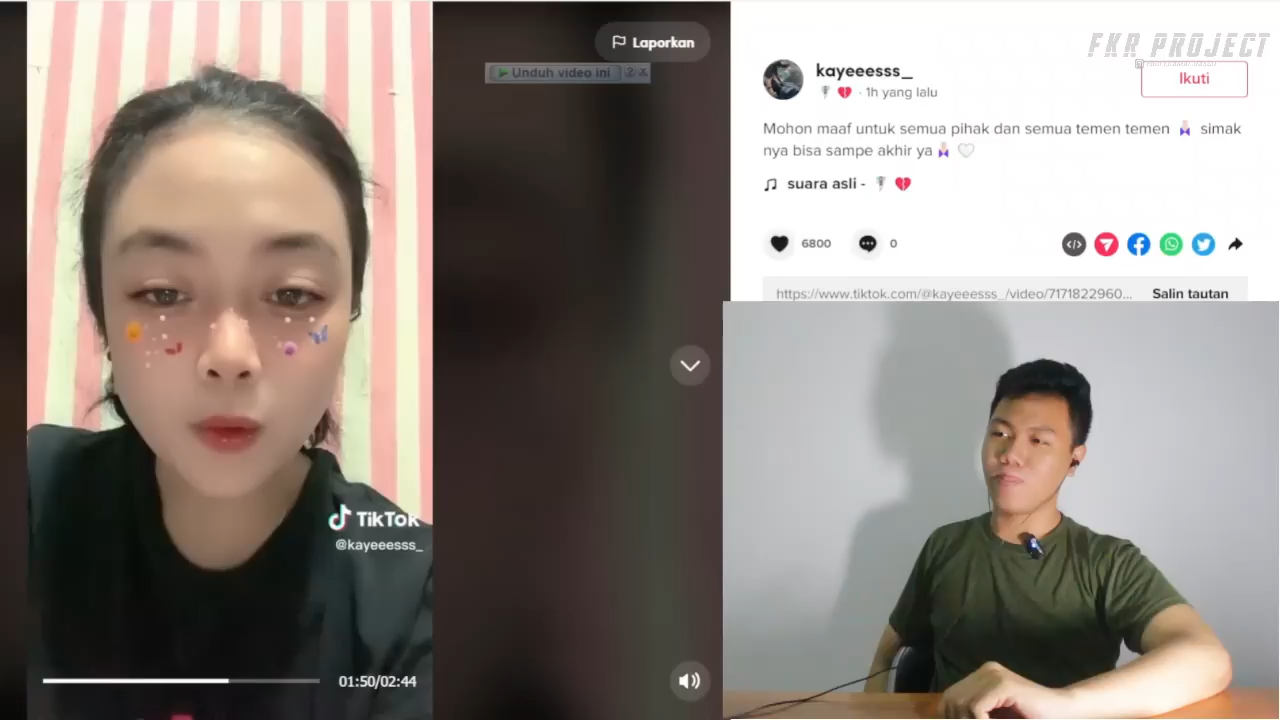 Laporkan
Unduh video ini
TikTok
@kayeeesss_
01:50/02:44
FKR PROJECT
kayeeesss_
· 1h yang lalu
Ikuti
Mohon maaf untuk semua pihak dan semua temen temen 🙏🏻 simak
nya bisa sampe akhir ya🙏🏻 🤍
suara asli -
6800
0
https://www.tiktok.com/@kayeeesss_/video/7171822960...
Salin tautan